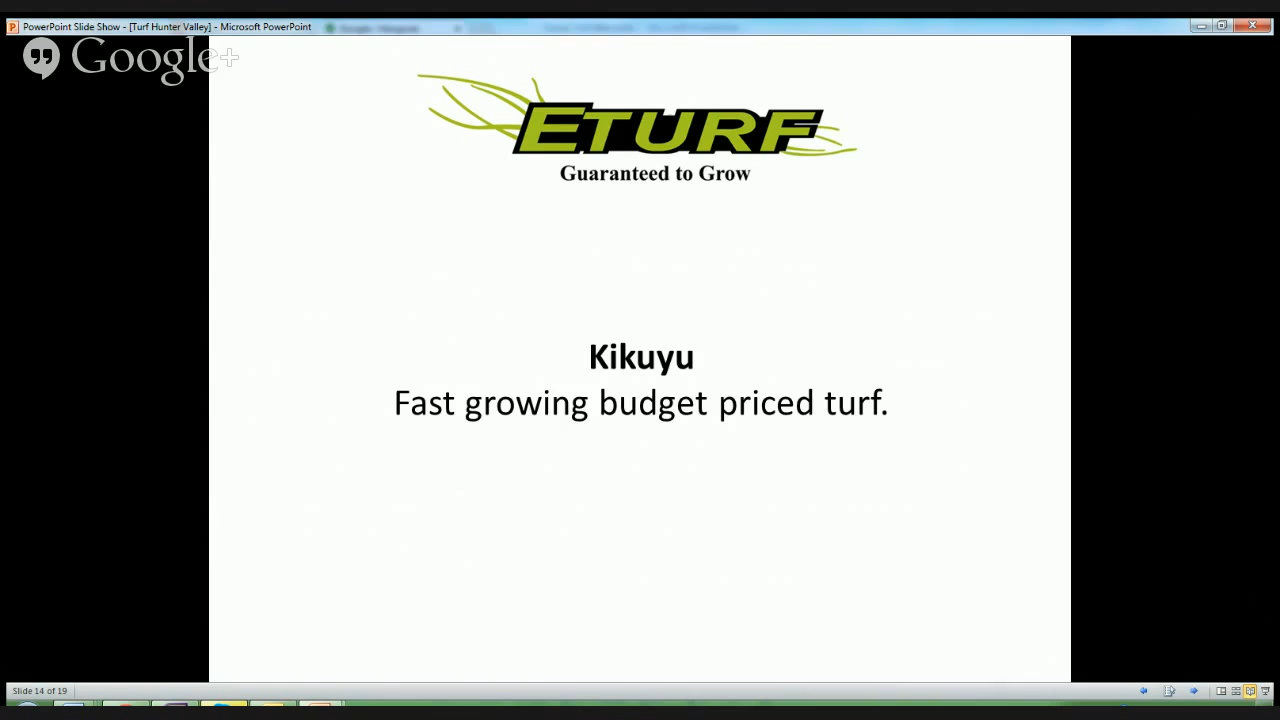 PowerPoint Slide Show - [Turf Hunter Valley] - Microsoft PowerPoint
Google+
ETURF
Guaranteed to Grow
Kikuyu
Fast growing budget priced turf.
Slide 14 of 19